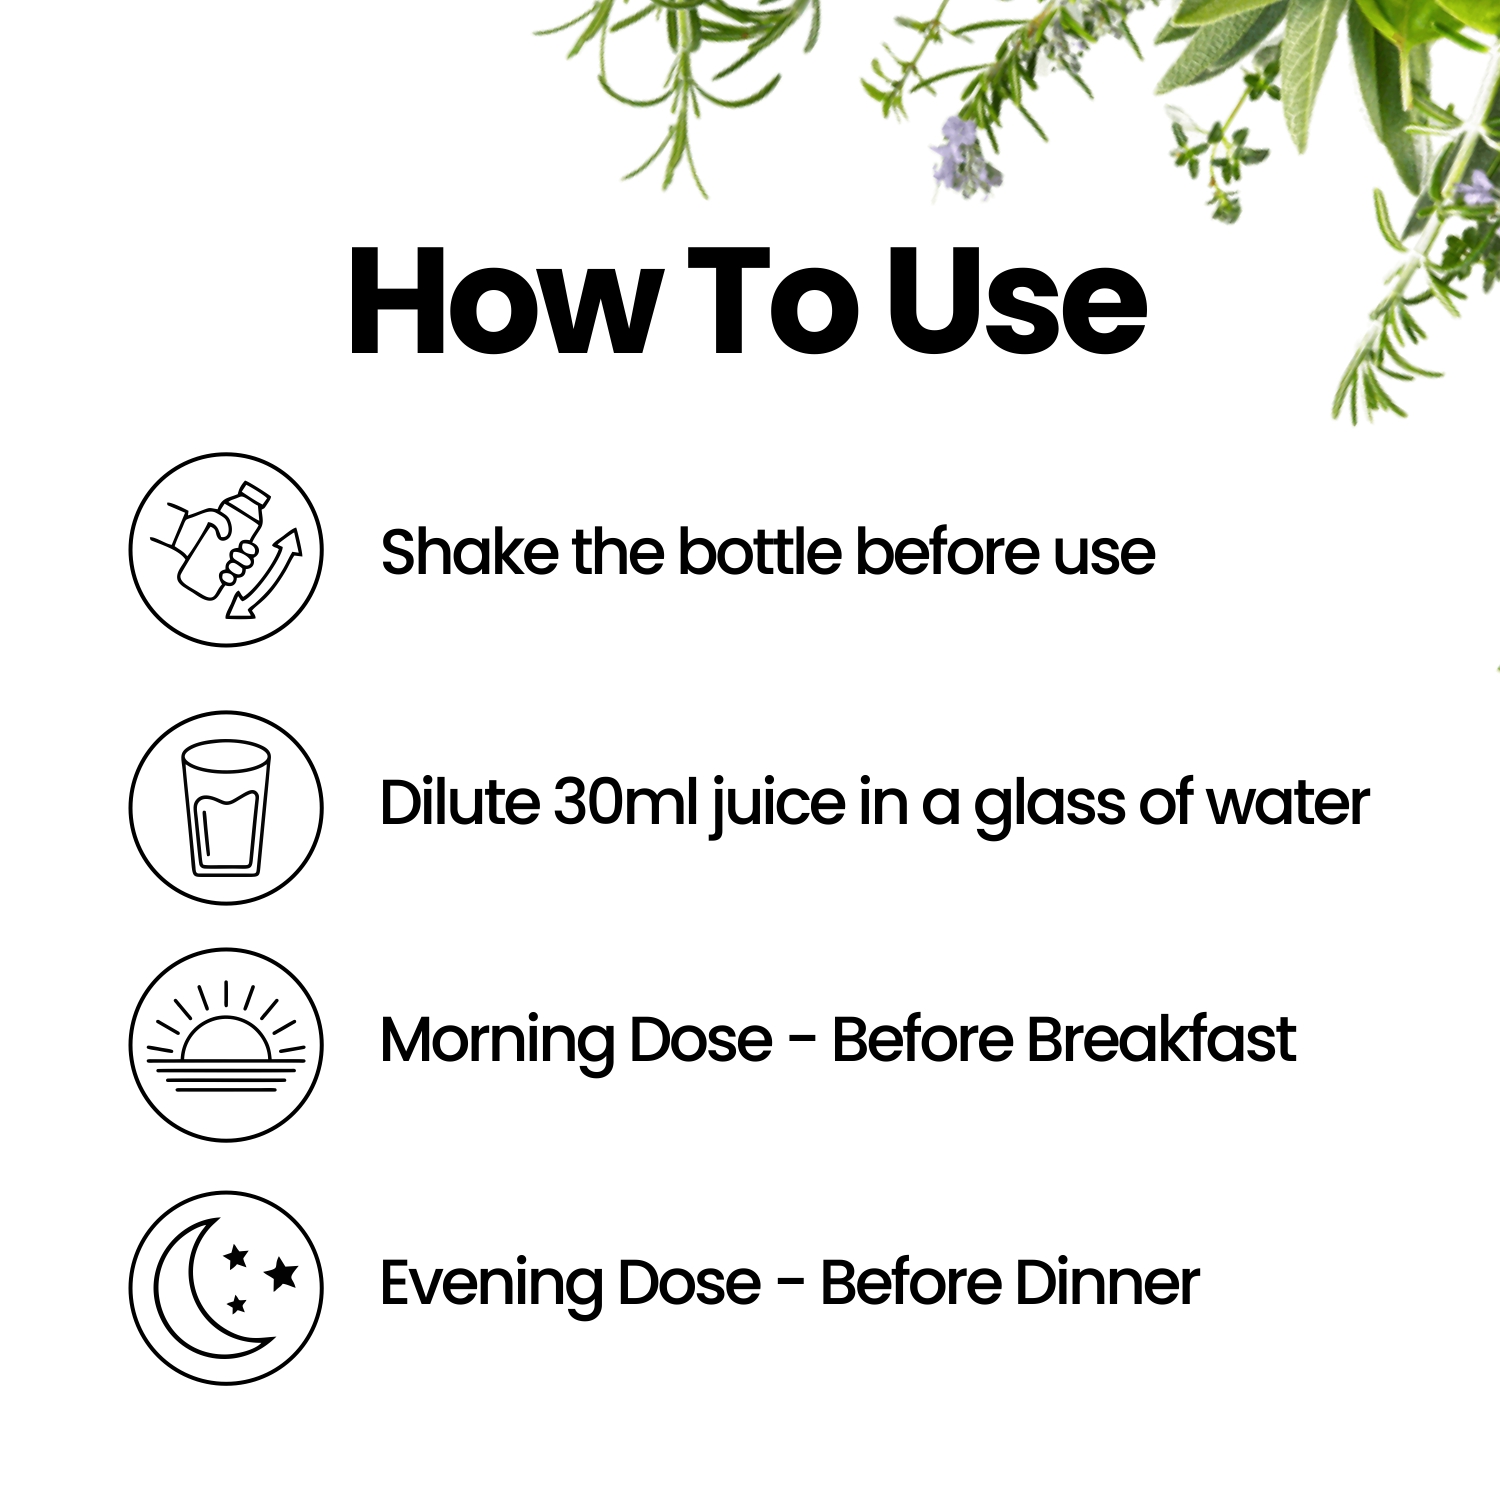 How To Use
Shake the bottle before use
Dilute 30ml juice in a glass of water
Morning Dose - Before Breakfast
Evening Dose - Before Dinner